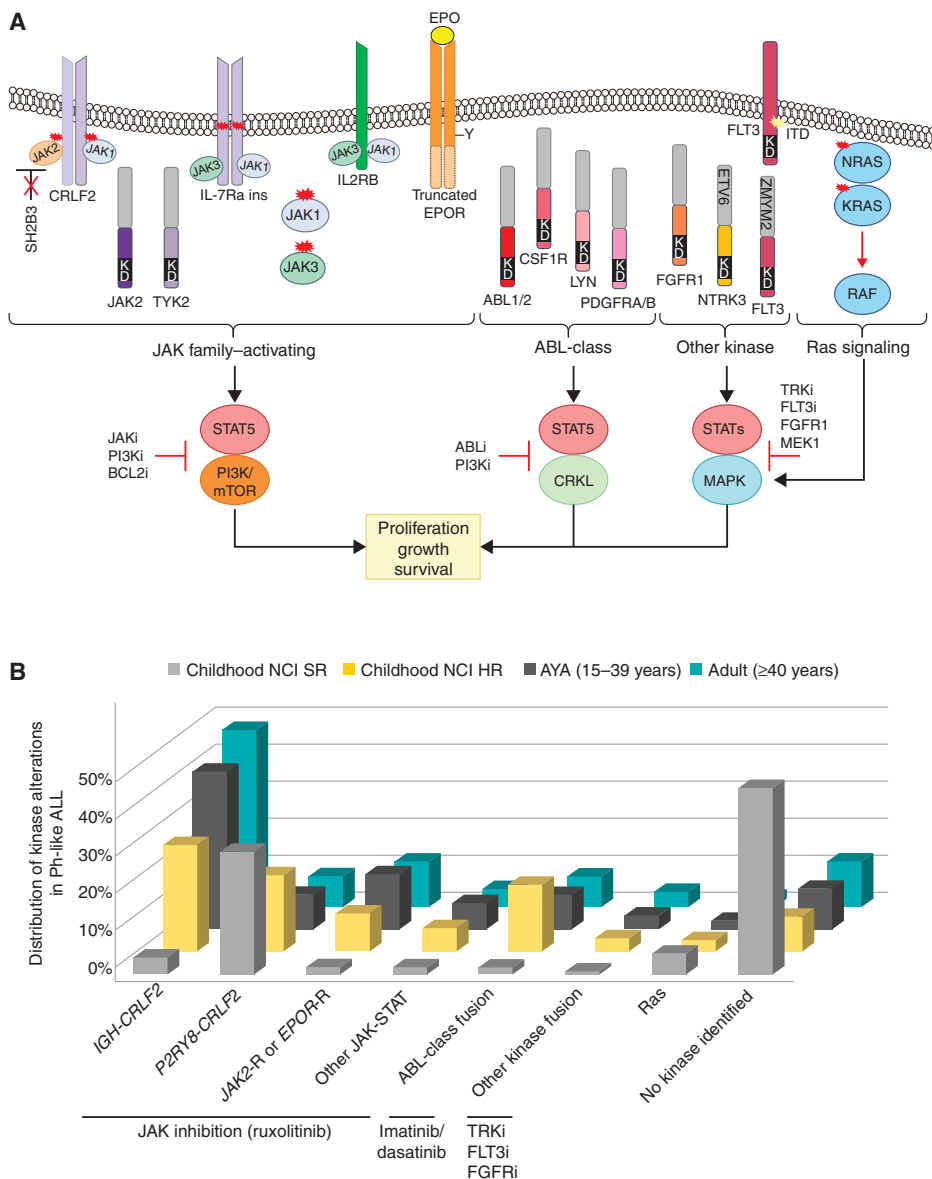 A
EPO
JAK2
JAK1
SH2B3
CRLF2
JAK3
JAK1
IL-7Ra ins
JAK3
JAK1
IL2RB
Y
Truncated
EPOR
FLT3
ITD
KD
NRAS
KRAS
RAF
KD
JAK2
KD
TYK2
JAK1
JAK3
KD
ABL1/2
KD
CSF1R
KD
LYN
KD
PDGFRA/B
KD
FGFR1
ETV6
KD
NTRK3
ZMYM2
KD
FLT3
JAK family–activating
ABL-class
Other kinase
Ras signaling
JAKi
PI3Ki
BCL2i
STAT5
PI3K/
mTOR
ABLi
PI3Ki
STAT5
CRKL
STATs
MAPK
TRKi
FLT3i
FGFR1
MEK1
Proliferation
growth
survival
B
Childhood NCI SR
Childhood NCI HR
AYA (15–39 years)
Adult (≥40 years)
Distribution of kinase alterations
in Ph-like ALL
50%
40%
30%
20%
10%
0%
IGH-CRLF2
P2RY8-CRLF2
JAK2-R or EPOR-R
Other JAK-STAT
ABL-class fusion
Other kinase fusion
Ras
No kinase identified
JAK inhibition (ruxolitinib)
Imatinib/
dasatinib
TRKi
FLT3i
FGFRi